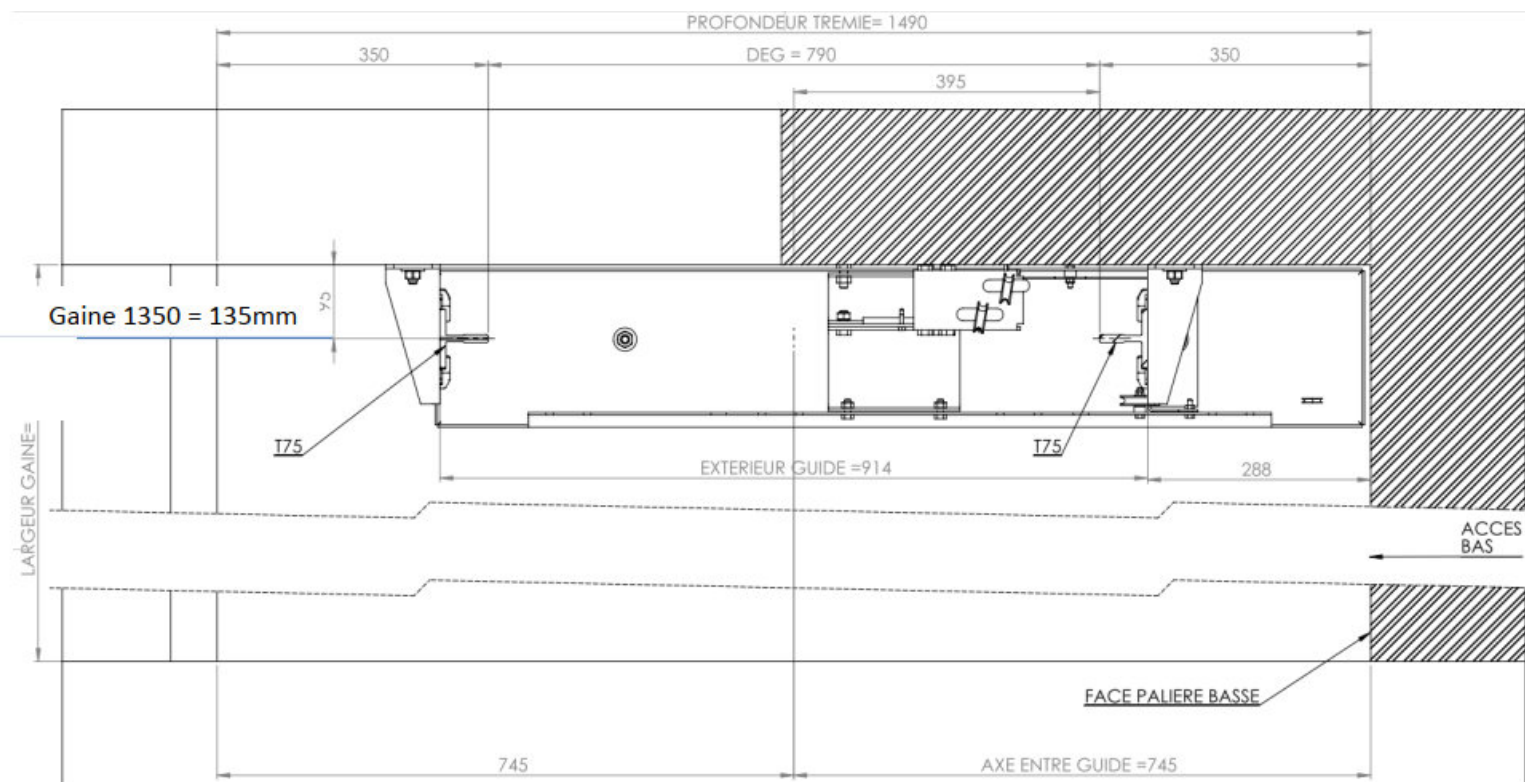 PROFONDEUR TREMIE= 1490
350
DEG = 790
350
395
95
Gaine 1350 = 135mm
T75
T75
LARGEUR GAINE=
EXTERIEUR GUIDE =914
288
ACCES
BAS
FACE PALIERE BASSE
745
AXE ENTRE GUIDE =745